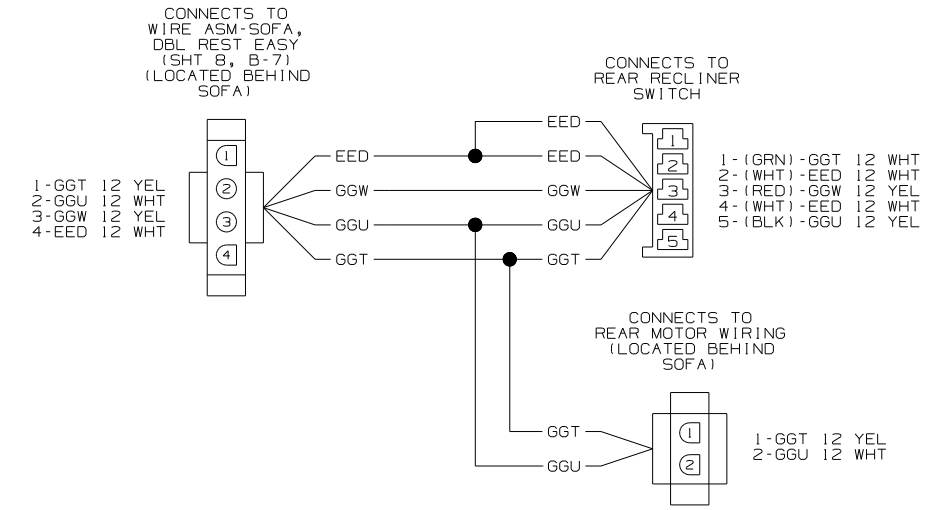 CONNECTS TO
WIRE ASM-SOFA,
DBL REST EASY
(SHT 8, B-7)
(LOCATED BEHIND
SOFA)
1-GGT 12 YEL
2-GGU 12 WHT
3-GGW 12 YEL
4-EED 12 WHT
1
2
3
4
EED
EED EED
GGW GGW
GGU GGU
GGT GGT
CONNECTS TO
REAR RECLINER
SWITCH
1
2
3
4
5
1-(GRN)-GGT 12 WHT
2-(WHT)-EED 12 WHT
3-(RED)-GGW 12 YEL
4-(WHT)-EED 12 WHT
5-(BLK)-GGU 12 YEL
CONNECTS TO
REAR MOTOR WIRING
(LOCATED BEHIND
SOFA)
GGT
GGU
1
2
1-GGT 12 YEL
2-GGU 12 WHT